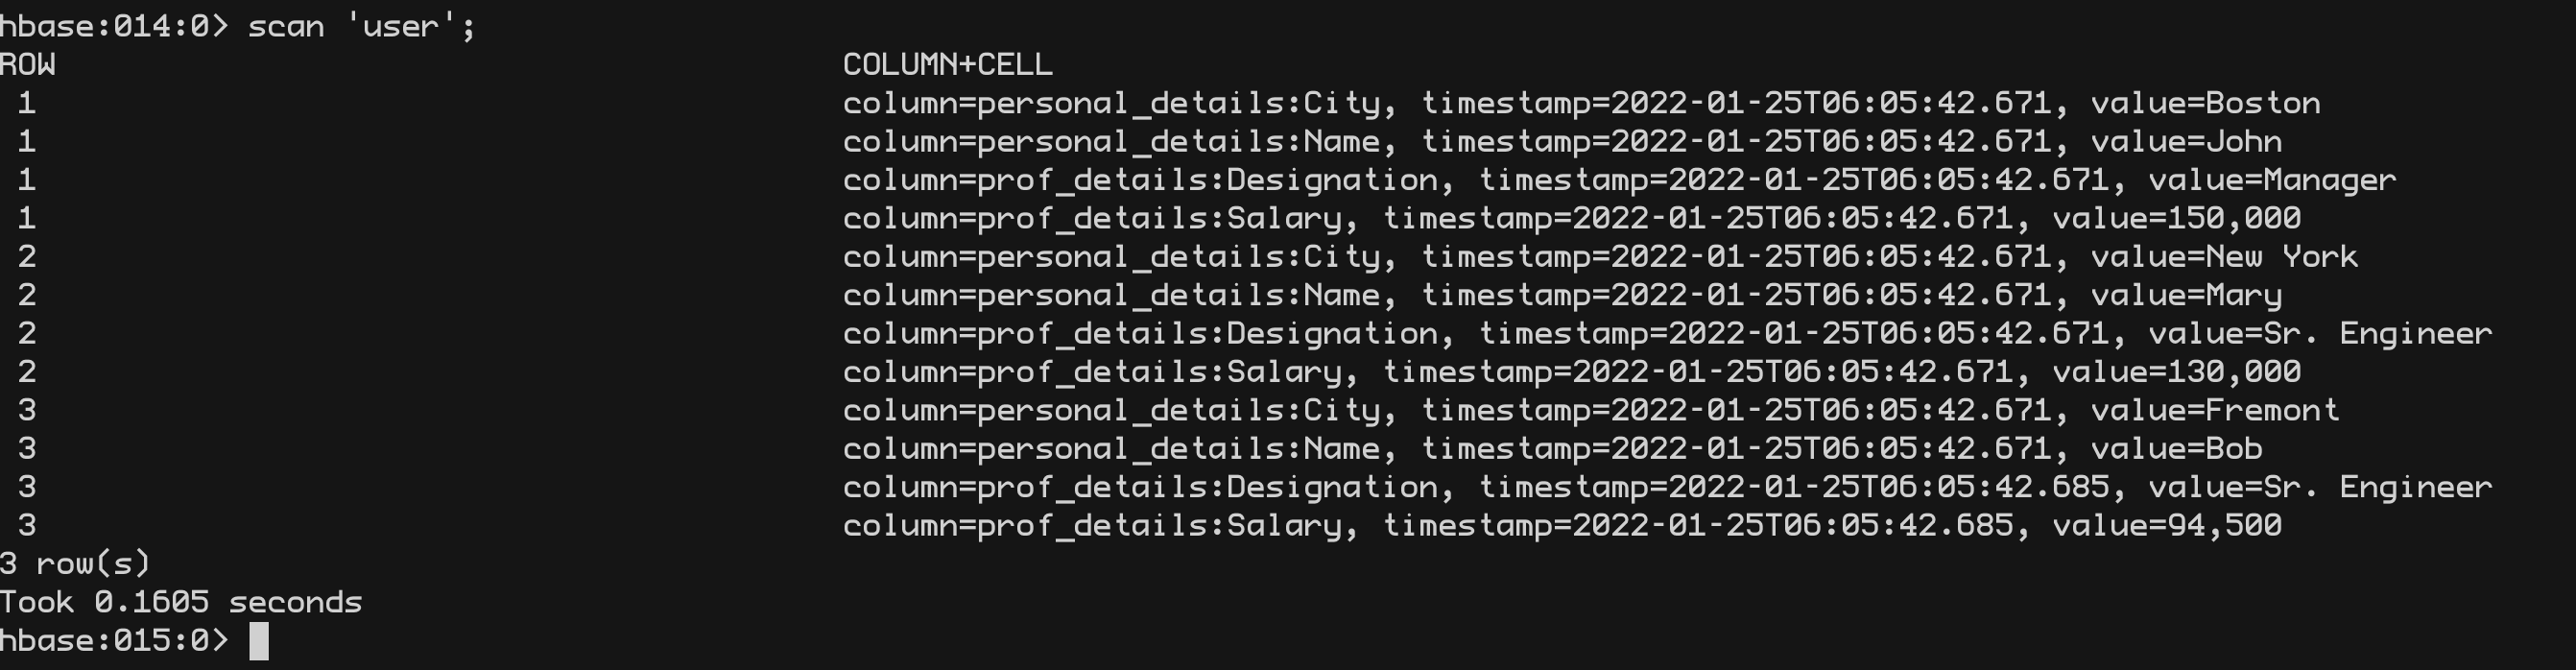 hbase:014:0> scan 'user';
ROW COLUMN+CELL
1 column=personal_details:City, timestamp=2022-01-25T06:05:42.671, value=Boston
1 column=personal_details:Name, timestamp=2022-01-25T06:05:42.671, value=John
1 column=prof_details:Designation, timestamp=2022-01-25T06:05:42.671, value=Manager
1 column=prof_details:Salary, timestamp=2022-01-25T06:05:42.671, value=150,000
2 column=personal_details:City, timestamp=2022-01-25T06:05:42.671, value=New York
2 column=personal_details:Name, timestamp=2022-01-25T06:05:42.671, value=Mary
2 column=prof_details:Designation, timestamp=2022-01-25T06:05:42.671, value=Sr. Engineer
2 column=prof_details:Salary, timestamp=2022-01-25T06:05:42.671, value=130,000
3 column=personal_details:City, timestamp=2022-01-25T06:05:42.671, value=Fremont
3 column=personal_details:Name, timestamp=2022-01-25T06:05:42.671, value=Bob
3 column=prof_details:Designation, timestamp=2022-01-25T06:05:42.685, value=Sr. Engineer
3 column=prof_details:Salary, timestamp=2022-01-25T06:05:42.685, value=94,500
3 row(s)
Took 0.1605 seconds
hbase:015:0>